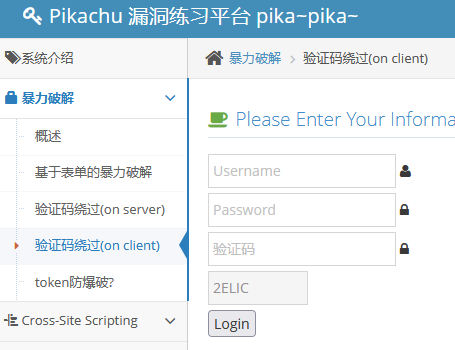 Pikachu 漏洞练习平台 pika~pika~
系统介绍
暴力破解
概述
基于表单的暴力破解
验证码绕过(on server)
验证码绕过(on client)
token防爆破?
Cross-Site Scripting
暴力破解 > 验证码绕过(on client)
Please Enter Your Informa
Username
Password
验证码
2ELIC
Login